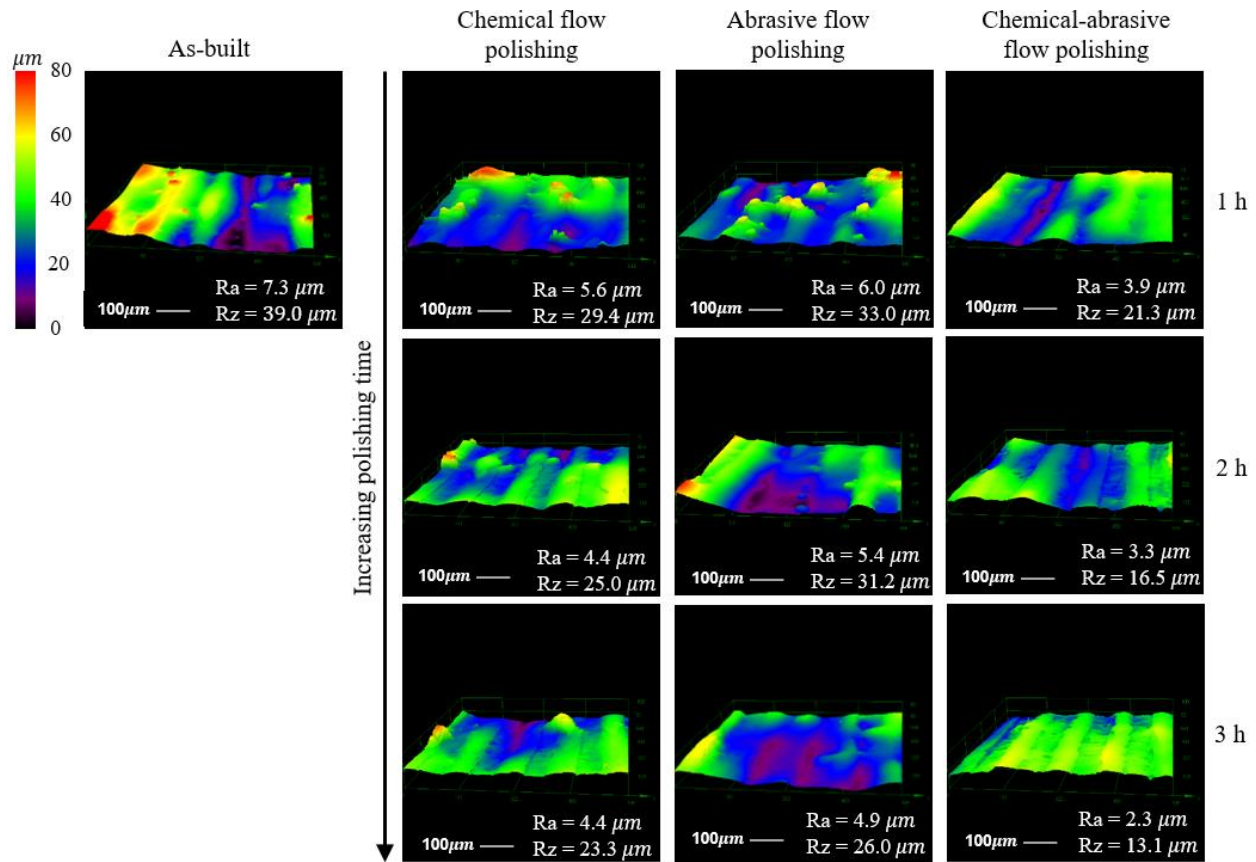 Chemical flow
polishing
Abrasive flow
polishing
Chemical-abrasive
flow polishing
As-built
μm
80
60
40
20
0
Ra = 7.3 μm
Rz = 39.0 μm
100μm
Ra = 5.6 μm
Rz = 29.4 μm
100μm
Ra = 6.0 μm
Rz = 33.0 μm
100μm
Ra = 3.9 μm
Rz = 21.3 μm
100μm
1 h
Increasing polishing time
Ra = 4.4 μm
Rz = 25.0 μm
100μm
Ra = 5.4 μm
Rz = 31.2 μm
100μm
Ra = 3.3 μm
Rz = 16.5 μm
100μm
2 h
Ra = 4.4 μm
Rz = 23.3 μm
100μm
Ra = 4.9 μm
Rz = 26.0 μm
100μm
Ra = 2.3 μm
Rz = 13.1 μm
100μm
3 h